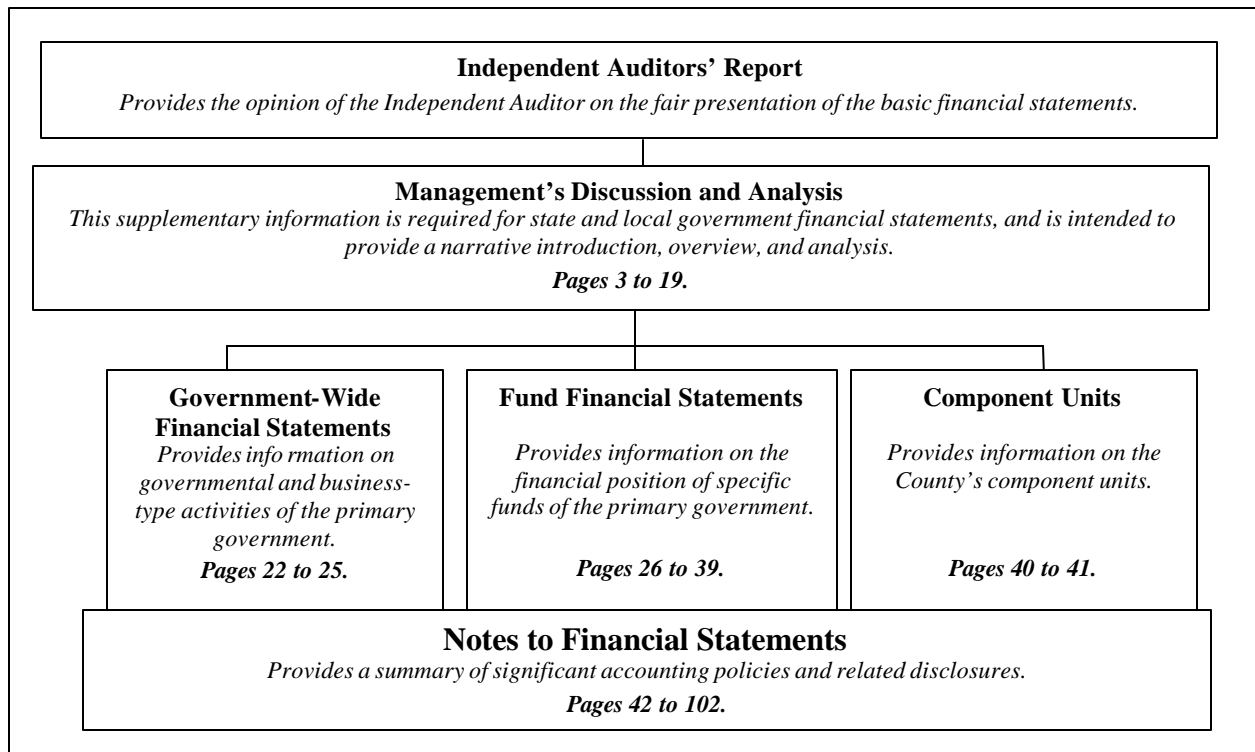 Independent Auditors’ Report
Provides the opinion of the Independent Auditor on the fair presentation of the basic financial statements.
Management’s Discussion and Analysis
This supplementary information is required for state and local government financial statements, and is intended to
provide a narrative introduction, overview, and analysis.
Pages 3 to 19.
Government-Wide
Financial Statements
Provides info rmation on
governmental and business-
type activities of the primary
government.
Pages 22 to 25.
Fund Financial Statements
Provides information on the
financial position of specific
funds of the primary government.
Pages 26 to 39.
Component Units
Provides information on the
County’s component units.
Pages 40 to 41.
Notes to Financial Statements
Provides a summary of significant accounting policies and related disclosures.
Pages 42 to 102.